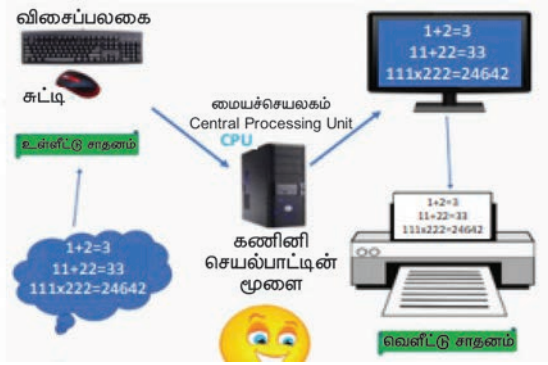 விசைப்பலகை
சுட்டி
உள்ளீட்டு சாதனம்
1+2=3
11+22=33
111x222=24642
மையச்செயலகம்
Central Processing Unit
CPU
கணினி
செயல்பாட்டின்
மூளை
1+2=3
11+22=33
111x222=24642
1+2=3
11+22=33
111x222=24642
வெளீட்டு சாதனம்